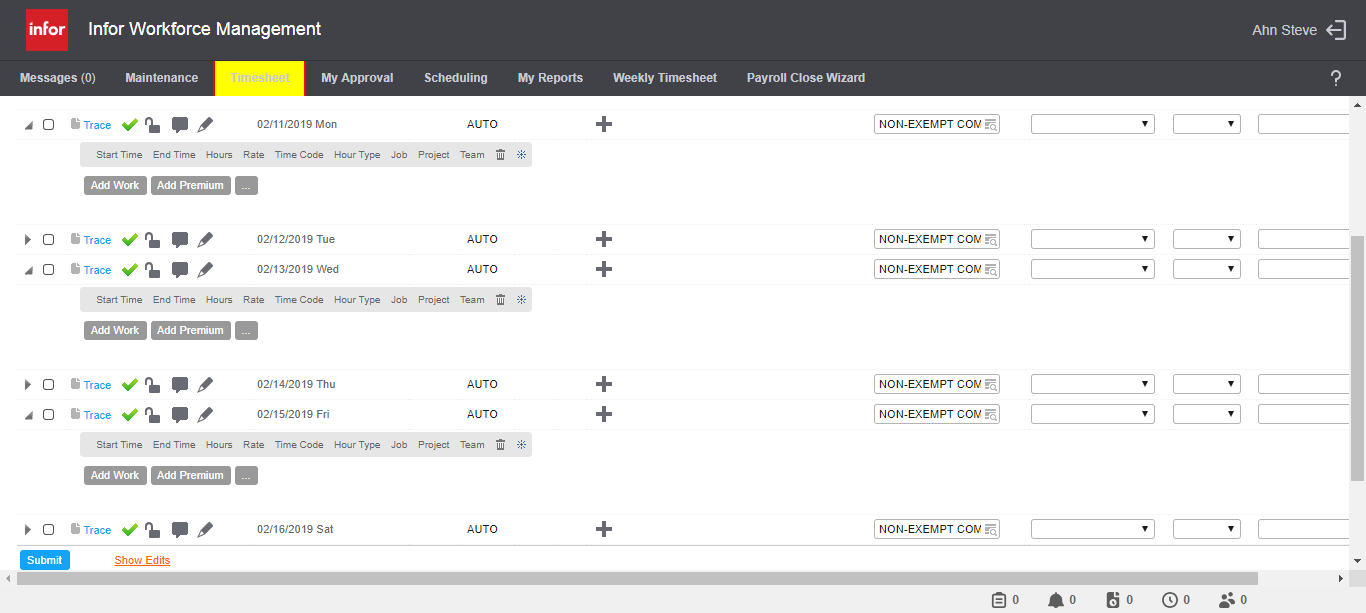 infor Infor Workforce Management Ahn Steve
Messages (0) Maintenance Timesheet My Approval Scheduling My Reports Weekly Timesheet Payroll Close Wizard ?
Trace 02/11/2019 Mon AUTO NON-EXEMPT COM
Start Time End Time Hours Rate Time Code Hour Type Job Project Team
Add Work Add Premium ...
Trace 02/12/2019 Tue AUTO NON-EXEMPT COM
Trace 02/13/2019 Wed AUTO NON-EXEMPT COM
Start Time End Time Hours Rate Time Code Hour Type Job Project Team
Add Work Add Premium ...
Trace 02/14/2019 Thu AUTO NON-EXEMPT COM
Trace 02/15/2019 Fri AUTO NON-EXEMPT COM
Start Time End Time Hours Rate Time Code Hour Type Job Project Team
Add Work Add Premium ...
Trace 02/16/2019 Sat AUTO NON-EXEMPT COM
Submit Show Edits
0 0 0 0 0